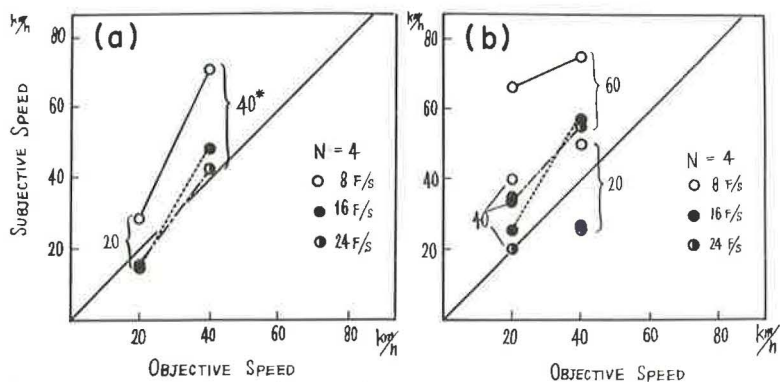 km/h
(a)
80
60
40
20
SUBJECTIVE SPEED
40*
20
N = 4
8 F/S
16 F/S
24 F/S
20 40 60 80 km/h
OBJECTIVE SPEED
km/h
(b)
80
60
40
20
60
20
40
N = 4
8 F/S
16 F/S
24 F/S
20 40 60 80 km/h
OBJECTIVE SPEED